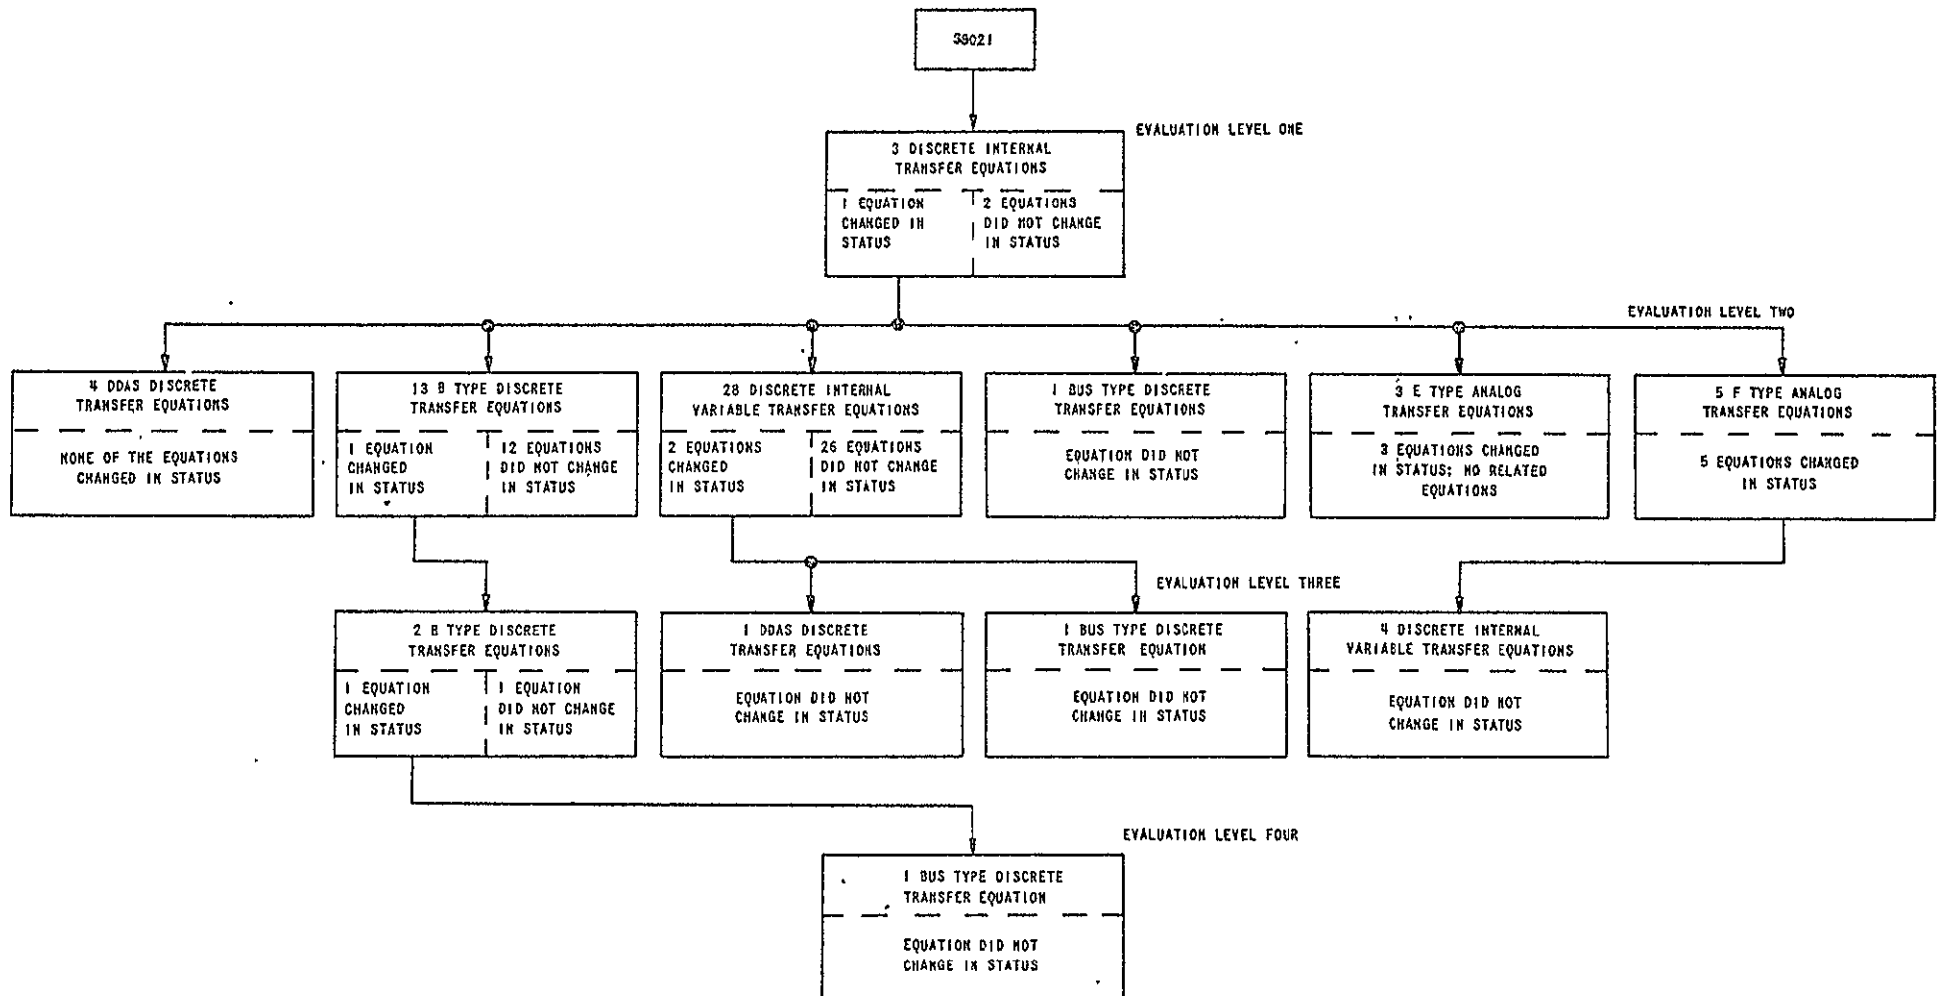 S9021
EVALUATION LEVEL ONE
3 DISCRETE INTERNAL
TRANSFER EQUATIONS
1 EQUATION
CHANGED IN
STATUS
2 EQUATIONS
DID NOT CHANGE
IN STATUS
EVALUATION LEVEL TWO
4 DDAS DISCRETE
TRANSFER EQUATIONS
NONE OF THE EQUATIONS
CHANGED IN STATUS
13 B TYPE DISCRETE
TRANSFER EQUATIONS
1 EQUATION
CHANGED
IN STATUS
12 EQUATIONS
DID NOT CHANGE
IN STATUS
28 DISCRETE INTERNAL
VARIABLE TRANSFER EQUATIONS
2 EQUATIONS
CHANGED
IN STATUS
26 EQUATIONS
DID NOT CHANGE
IN STATUS
1 BUS TYPE DISCRETE
TRANSFER EQUATIONS
EQUATION DID NOT
CHANGE IN STATUS
3 E TYPE ANALOG
TRANSFER EQUATIONS
3 EQUATIONS CHANGED
IN STATUS; NO RELATED
EQUATIONS
5 F TYPE ANALOG
TRANSFER EQUATIONS
5 EQUATIONS CHANGED
IN STATUS
EVALUATION LEVEL THREE
2 B TYPE DISCRETE
TRANSFER EQUATIONS
1 EQUATION
CHANGED
IN STATUS
1 EQUATION
DID NOT CHANGE
IN STATUS
1 DDAS DISCRETE
TRANSFER EQUATIONS
EQUATION DID NOT
CHANGE IN STATUS
1 BUS TYPE DISCRETE
TRANSFER EQUATION
EQUATION DID NOT
CHANGE IN STATUS
4 DISCRETE INTERNAL
VARIABLE TRANSFER EQUATIONS
EQUATION DID NOT
CHANGE IN STATUS
EVALUATION LEVEL FOUR
1 BUS TYPE DISCRETE
TRANSFER EQUATION
EQUATION DID NOT
CHANGE IN STATUS